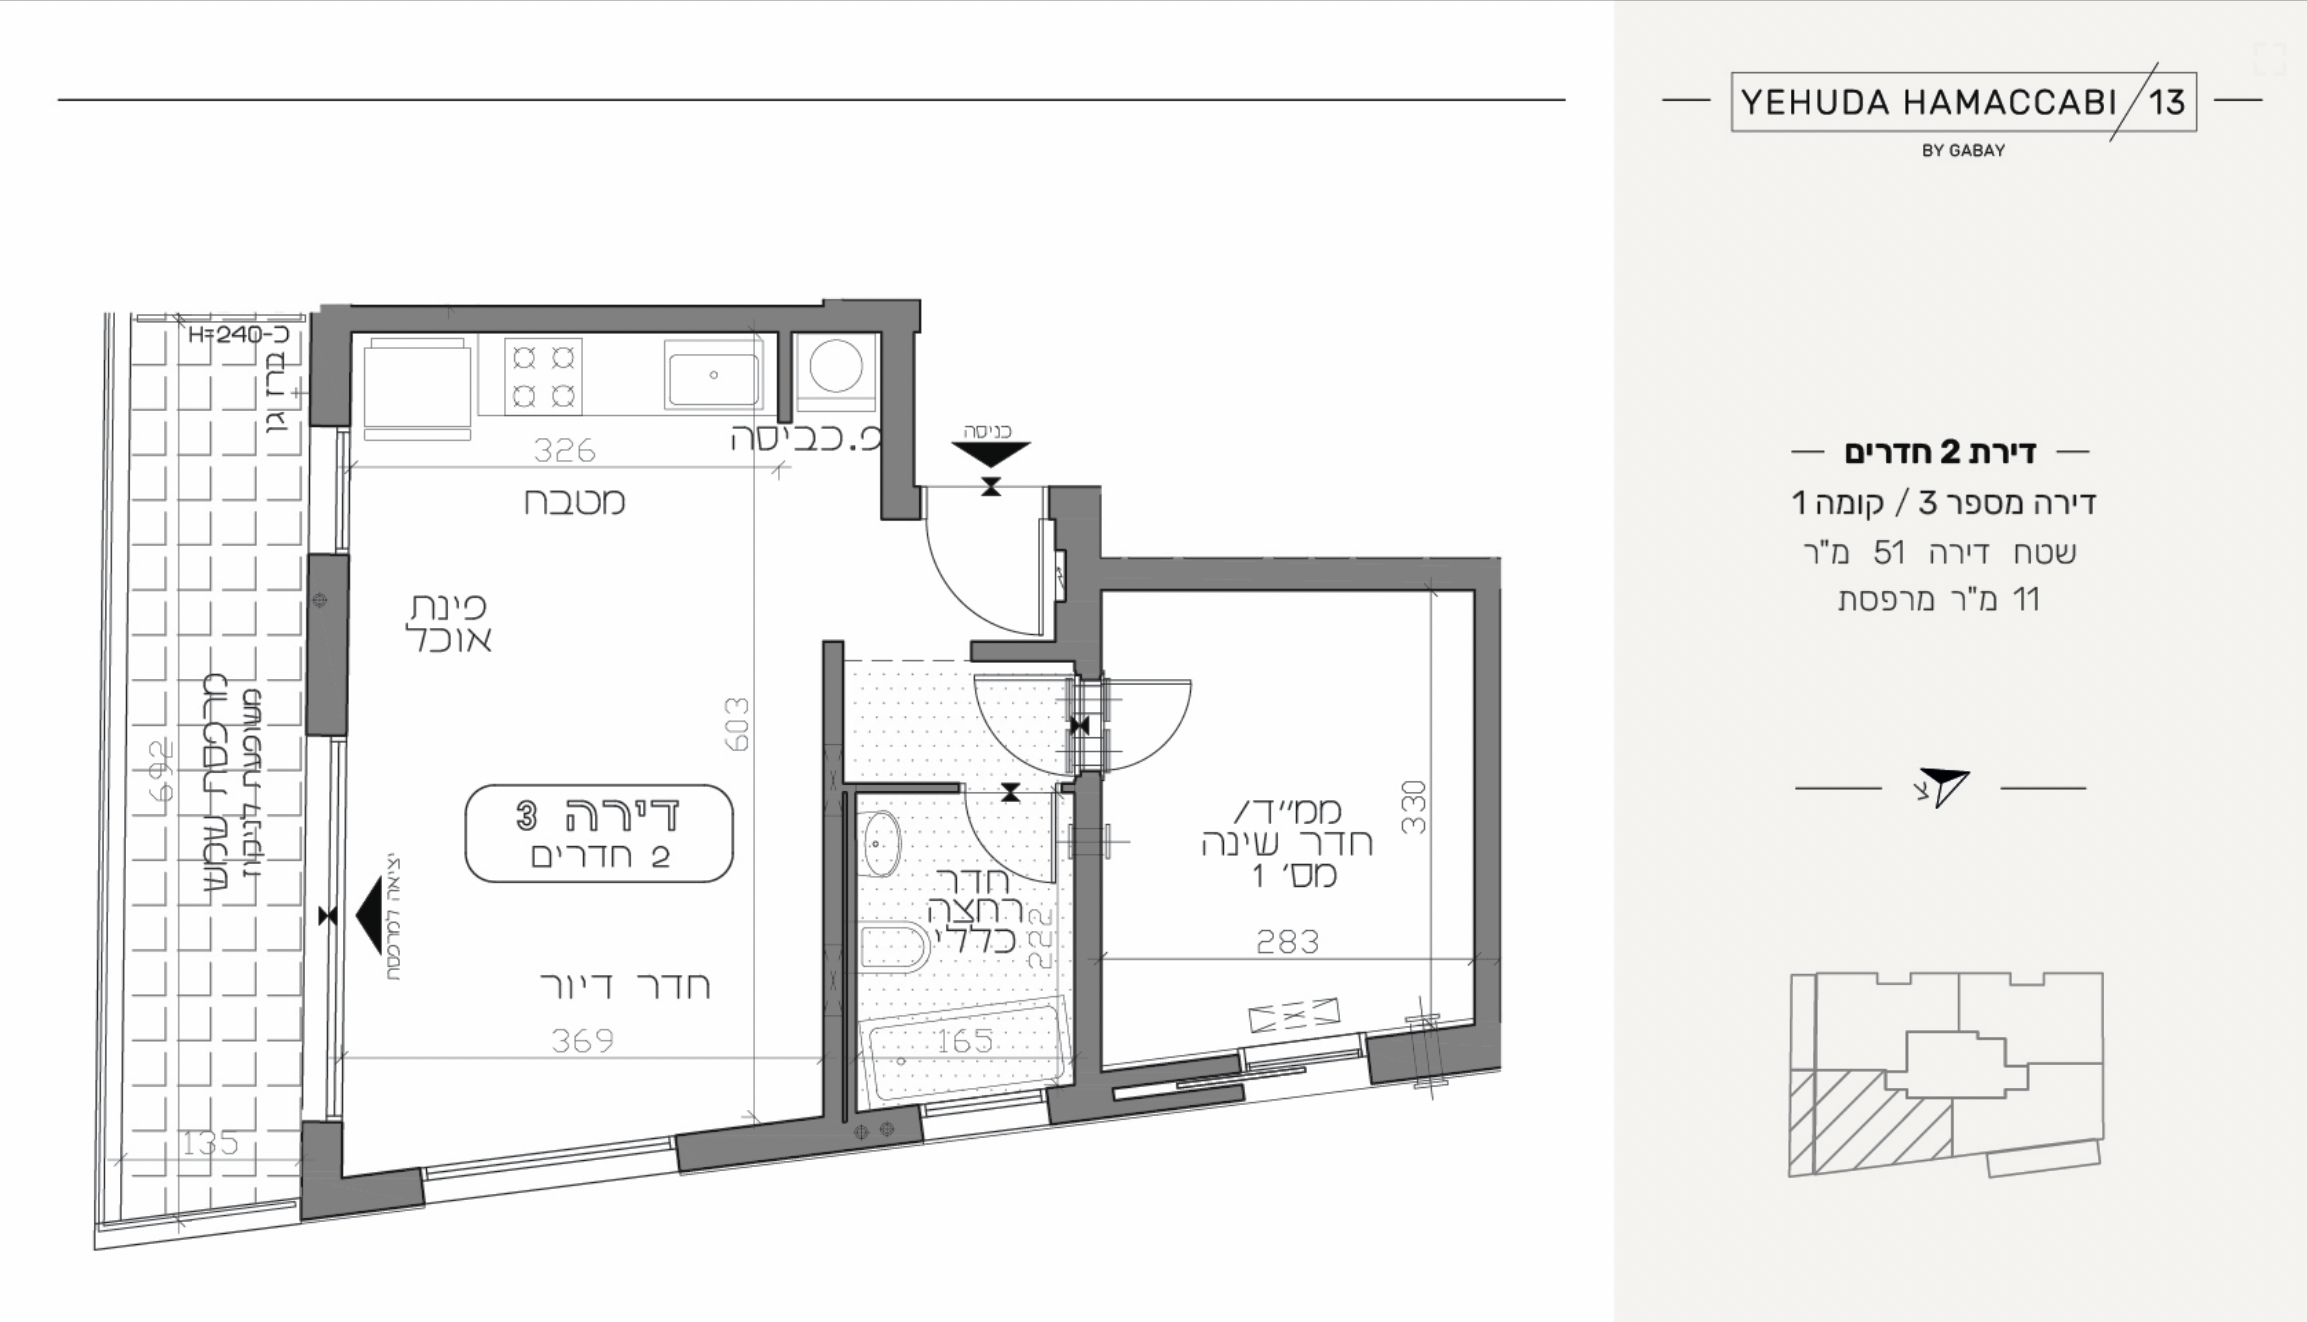 YEHUDA HAMACCABI / 13
BY GABAY
דירת 2 חדרים
דירה מספר 3 / קומה 1
שטח דירה 51 מ"ר
11 מ"ר מרפסת
H=240-כ
ברז גן
326
מטבח
פ.כביסה
כניסה
פינת
אוכל
603
692
מרפסת שמש
משופעת לניקוז
דירה 3
2 חדרים
יציאה למרפסת
חדר דיור
369
135
חדר
רחצה
כללי
222
165
ממ״ד/
חדר שינה
מס׳ 1
330
283